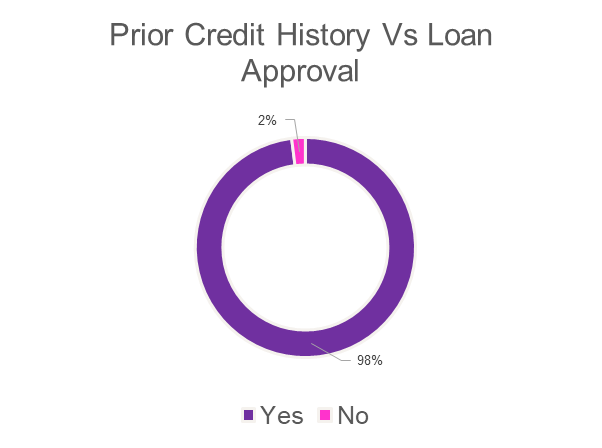 Prior Credit History Vs Loan
Approval
2%
98%
Yes No